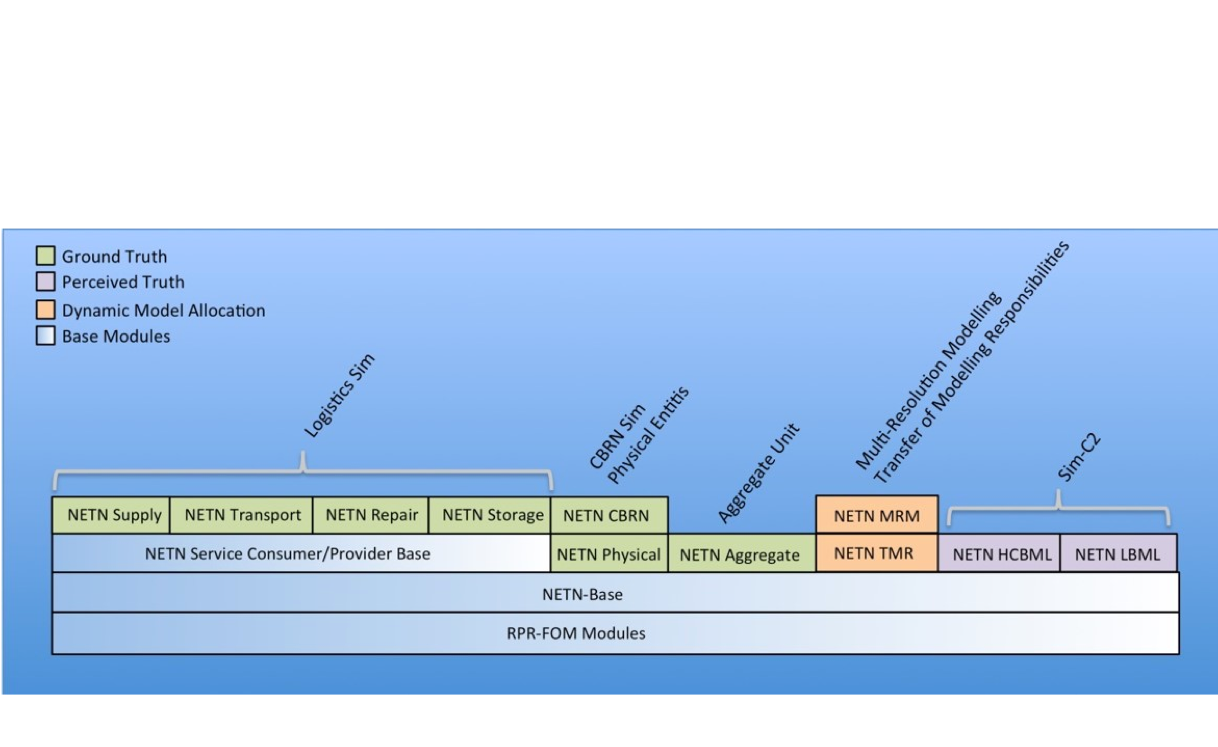 Ground Truth
Perceived Truth
Dynamic Model Allocation
Base Modules
Logistics Sim
CBRN Sim
Physical Entitis
Aggregate Unit
Multi-Resolution Modelling
Transfer of Modelling Responsibilities
Sim-C2
NETN Supply
NETN Transport
NETN Repair
NETN Storage
NETN CBRN
NETN MRM
NETN Service Consumer/Provider Base
NETN Physical
NETN Aggregate
NETN TMR
NETN HCBML
NETN LBML
NETN-Base
RPR-FOM Modules